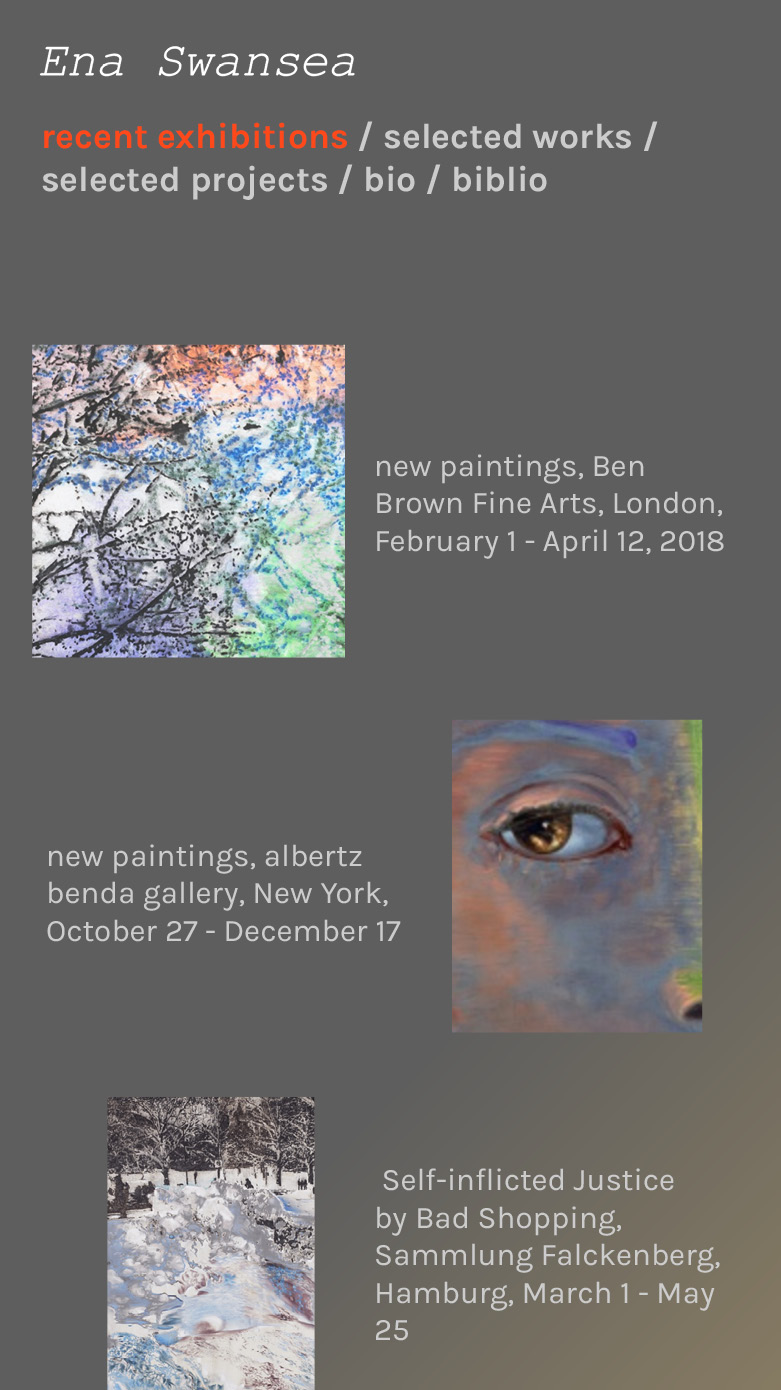 Ena Swansea
recent exhibitions / selected works /
selected projects / bio / biblio
new paintings, Ben
Brown Fine Arts, London,
February 1 - April 12, 2018
new paintings, albertz
benda gallery, New York,
October 27 - December 17
Self-inflicted Justice
by Bad Shopping,
Sammlung Falckenberg,
Hamburg, March 1 - May
25